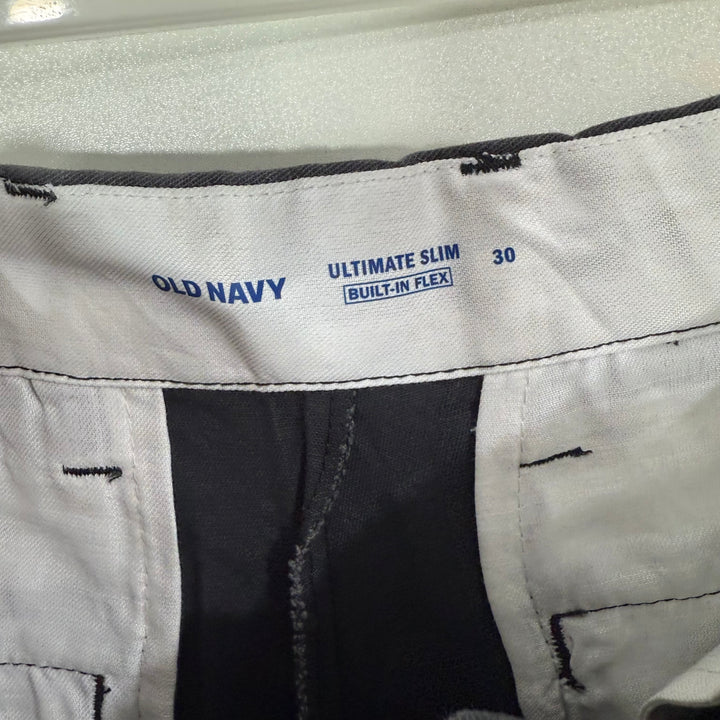 OLD NAVY
ULTIMATE SLIM
BUILT-IN FLEX
30